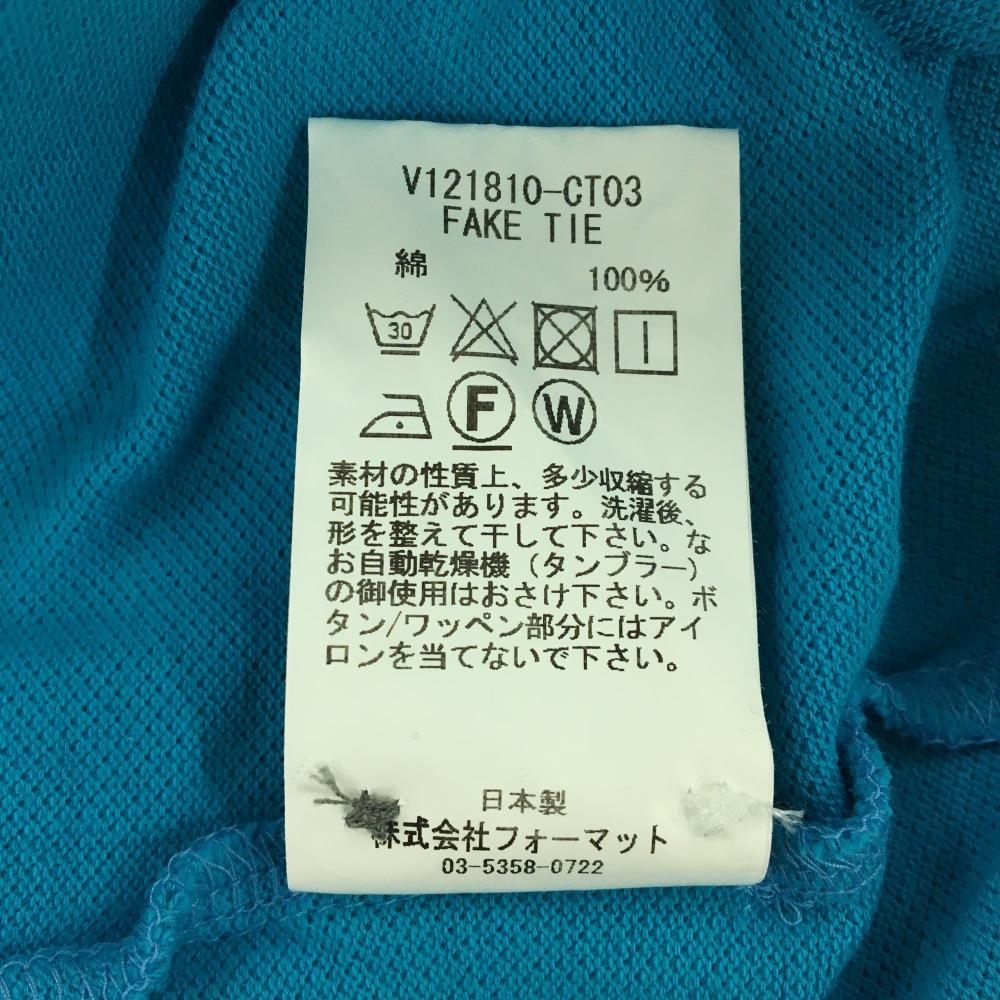 V121810-CT03
FAKE TIE
綿 100%
30
F W
素材の性質上、多少収縮する
可能性があります。洗濯後、
形を整えて干して下さい。な
お自動乾燥機（タンブラー）
の御使用はおさけ下さい。ボ
タン/ワッペン部分にはアイ
ロンを当てないで下さい。
日本製
株式会社フォーマット
03-5358-0722